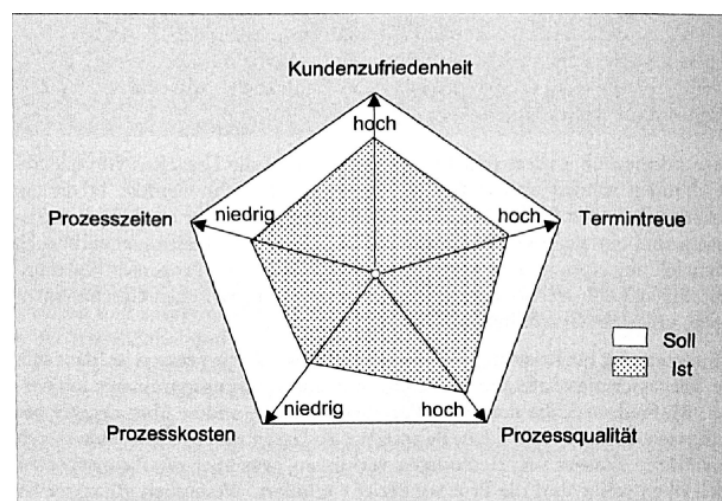 Kundenzufriedenheit
hoch
Prozesszeiten
niedrig
hoch
Termintreue
Soll
Ist
niedrig
hoch
Prozesskosten
Prozessqualität